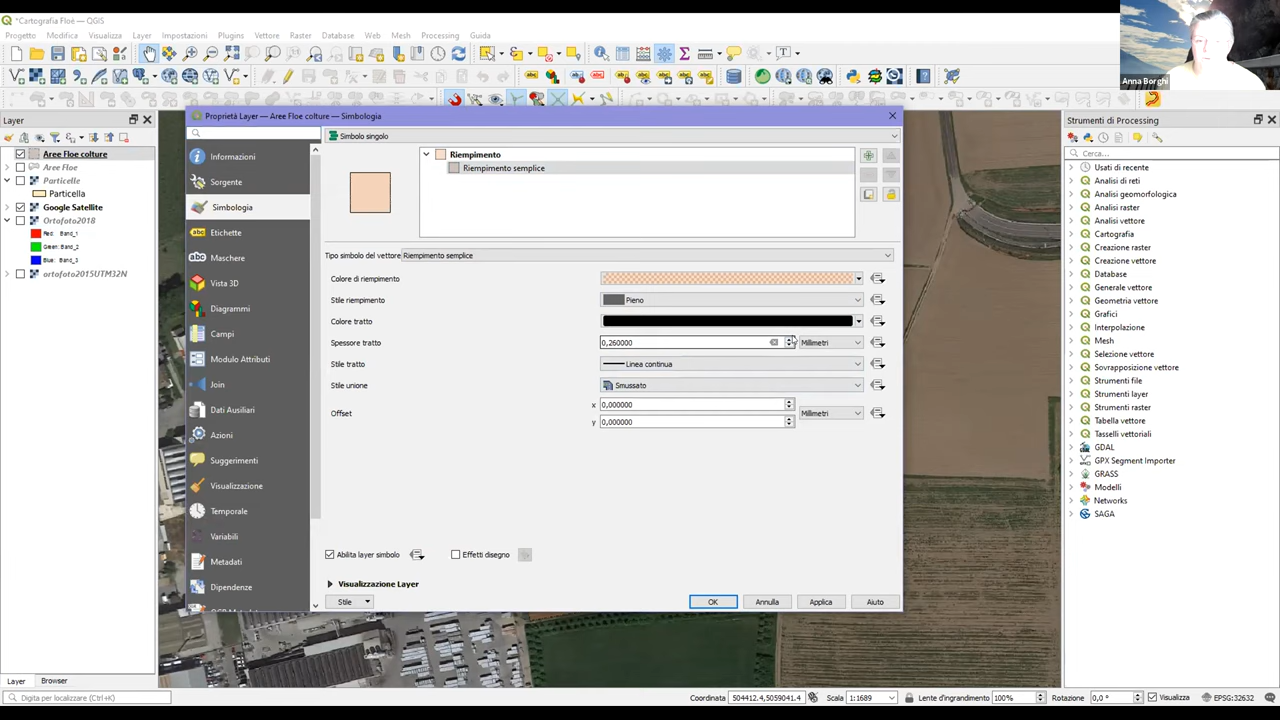 *Cartografia Floé — QGIS
Progetto Modifica Visualizza Layer Impostazioni Plugins Vettore Raster Database Web Mesh Processing Guida
Anna Borghi
Layer
Aree Floe colture
Aree Floe
Particelle
Particella
Google Satellite
Ortofoto2018
Red: Band_1
Green: Band_2
Blue: Band_3
ortofoto2015UTM32N
Layer Browser
Proprietà Layer — Aree Floe colture — Simbologia
Informazioni
Sorgente
Simbologia
Etichette
Maschere
Vista 3D
Diagrammi
Campi
Modulo Attributi
Join
Dati Ausiliari
Azioni
Suggerimenti
Visualizzazione
Temporale
Variabili
Metadati
Dipendenze
Simbolo singolo
Riempimento
Riempimento semplice
Tipo simbolo del vettore Riempimento semplice
Colore di riempimento
Stile riempimento Pieno
Colore tratto
Spessore tratto 0,260000 Millimetri
Stile tratto Linea continua
Stile unione Smussato
Offset x 0,000000 Millimetri
y 0,000000
Abilita layer simbolo Effetti disegno
Visualizzazione Layer
Stile OK Annulla Applica Aiuto
Strumenti di Processing
Cerca...
Usati di recente
Analisi di reti
Analisi geomorfologica
Analisi raster
Analisi vettore
Cartografia
Creazione raster
Creazione vettore
Database
Generale vettore
Geometria vettore
Grafici
Interpolazione
Mesh
Selezione vettore
Sovrapposizione vettore
Strumenti file
Strumenti layer
Strumenti raster
Tabella vettore
Tasselli vettoriali
GDAL
GPX Segment Importer
GRASS
Modelli
Networks
SAGA
Digita per localizzare (Ctrl+K) Coordinata 504412.4,5059041.4 Scala 1:1689 Lente d'ingrandimento 100% Rotazione 0,0 ° Visualizza EPSG:32632